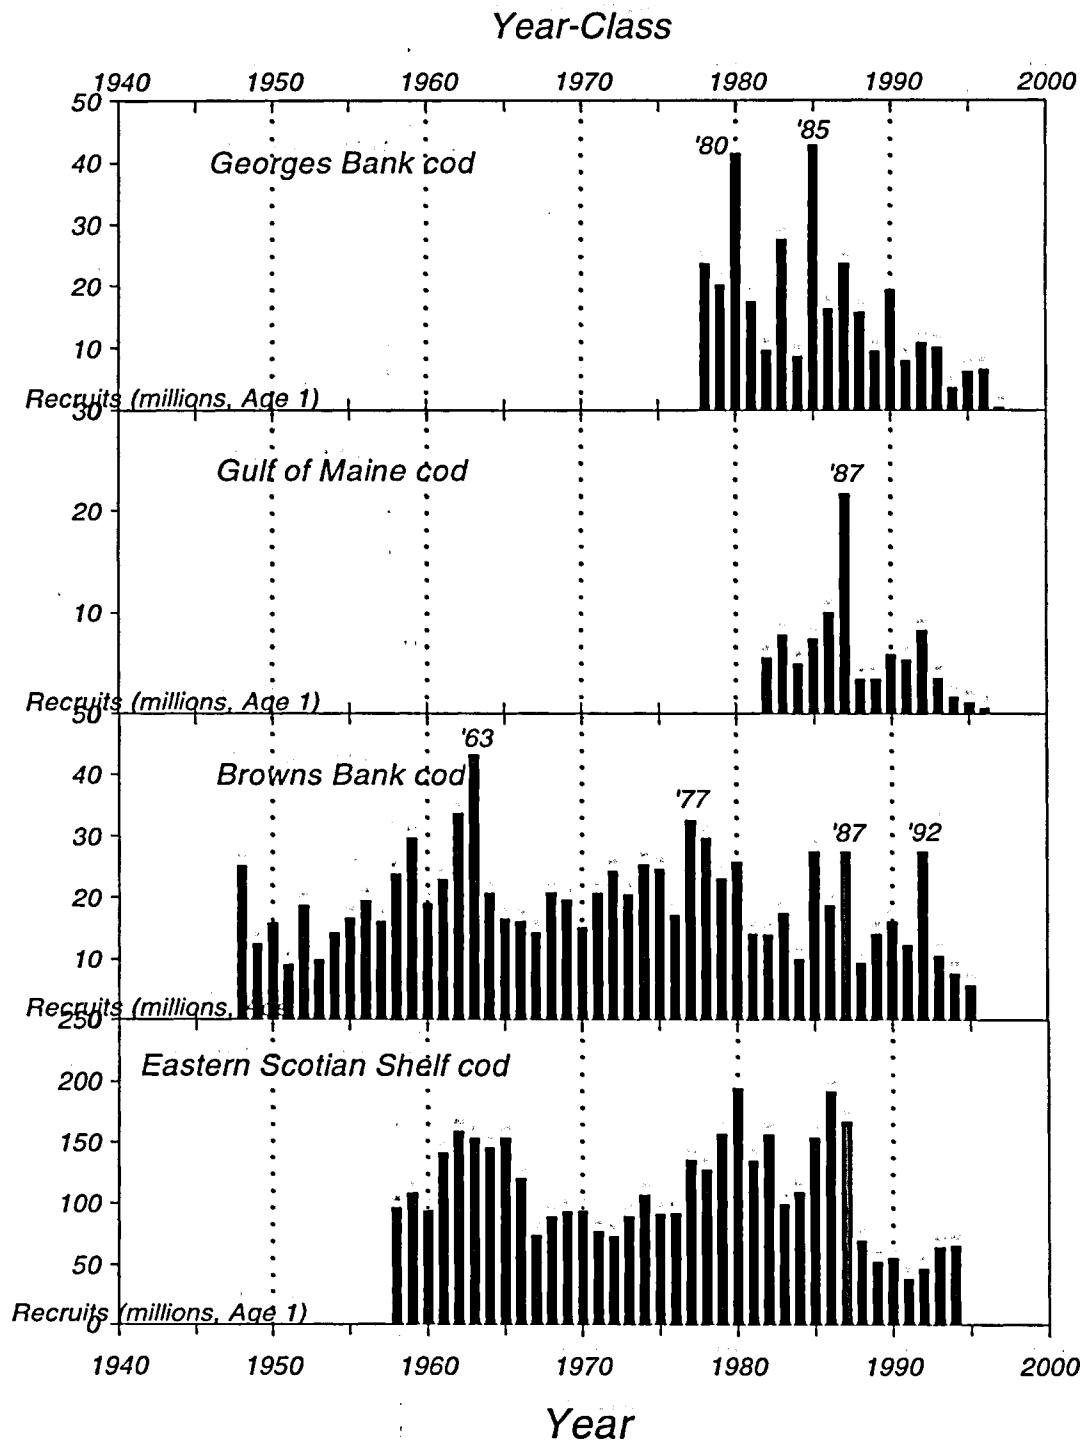 Year-Class
1940 1950 1960 1970 1980 1990 2000
50
'80 '85
Georges Bank cod
40
30
20
10
Recruits (millions, Age 1)
30
Gulf of Maine cod
'87
20
10
Recruits (millions, Age 1)
50
'63
Browns Bank cod
40
'77
'87 '92
30
20
10
Recruits (millions, Age
250
Eastern Scotian Shelf cod
200
150
100
50
Recruits (millions, Age 1)
0
1940 1950 1960 1970 1980 1990 2000
Year